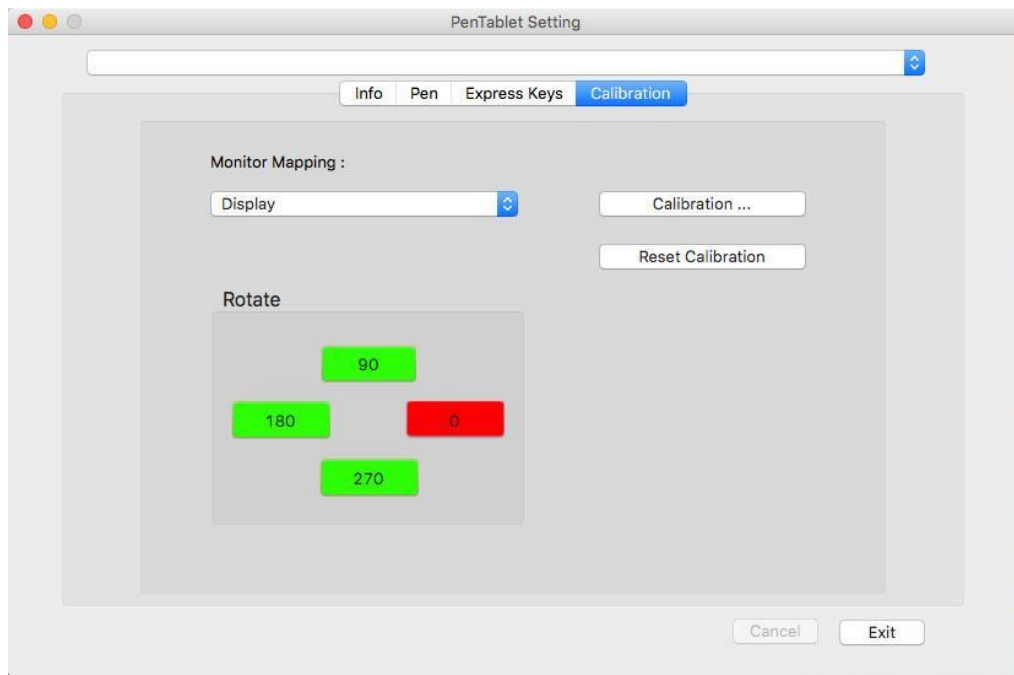 PenTablet Setting
Info Pen Express Keys Calibration
Monitor Mapping :
Display Calibration ...
Reset Calibration
Rotate
90
180 0
270
Cancel Exit